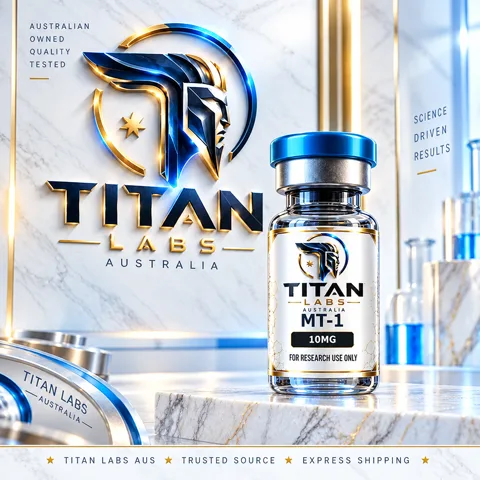 AUSTRALIAN
OWNED
QUALITY
TESTED
TITAN
LABS
AUSTRALIA
SCIENCE
DRIVEN
RESULTS
TITAN
LABS
AUSTRALIA
MT-1
10MG
FOR RESEARCH USE ONLY
TITAN LABS
AUSTRALIA
★ TITAN LABS AUS ★ TRUSTED SOURCE ★ EXPRESS SHIPPING ★